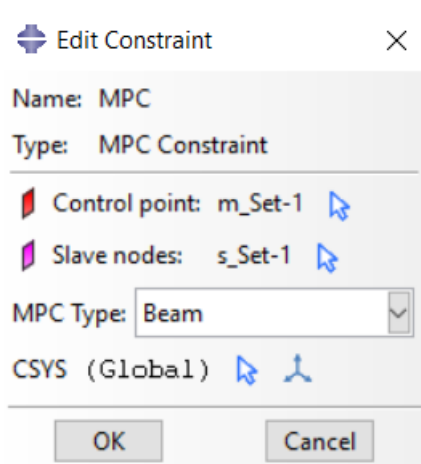 Edit Constraint
Name: MPC
Type: MPC Constraint
Control point: m_Set-1
Slave nodes: s_Set-1
MPC Type: Beam
CSYS (Global)
OK Cancel